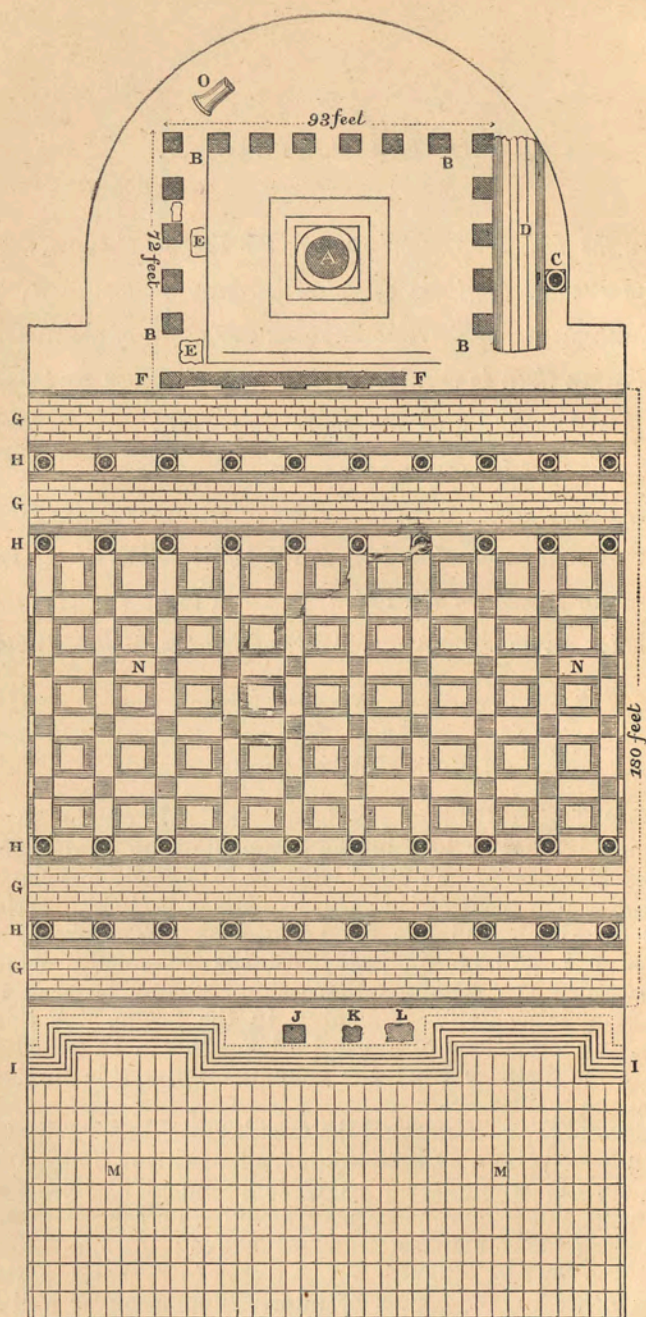 O
93 feet
B B
72 feet
E A D
C
B B
E
F F
G
H
G
H
N N
180 feet
H
G
H
G
J K L
I I
M M